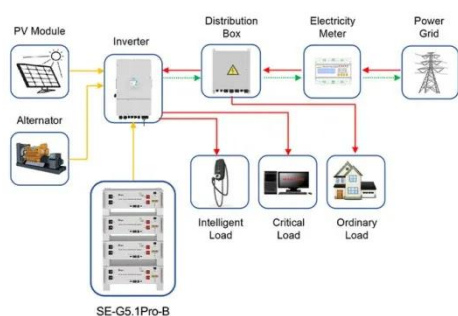 PV Module
Inverter
Distribution
Box
Electricity
Meter
Power
Grid
Alternator
Intelligent
Load
Critical
Load
Ordinary
Load
SE-G5.1Pro-B